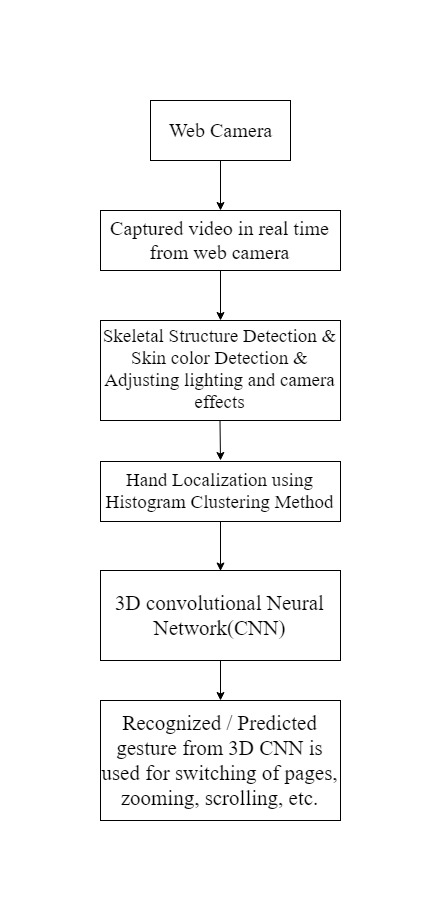 Web Camera
Captured video in real time
from web camera
Skeletal Structure Detection &
Skin color Detection &
Adjusting lighting and camera
effects
Hand Localization using
Histogram Clustering Method
3D convolutional Neural
Network(CNN)
Recognized / Predicted
gesture from 3D CNN is
used for switching of pages,
zooming, scrolling, etc.